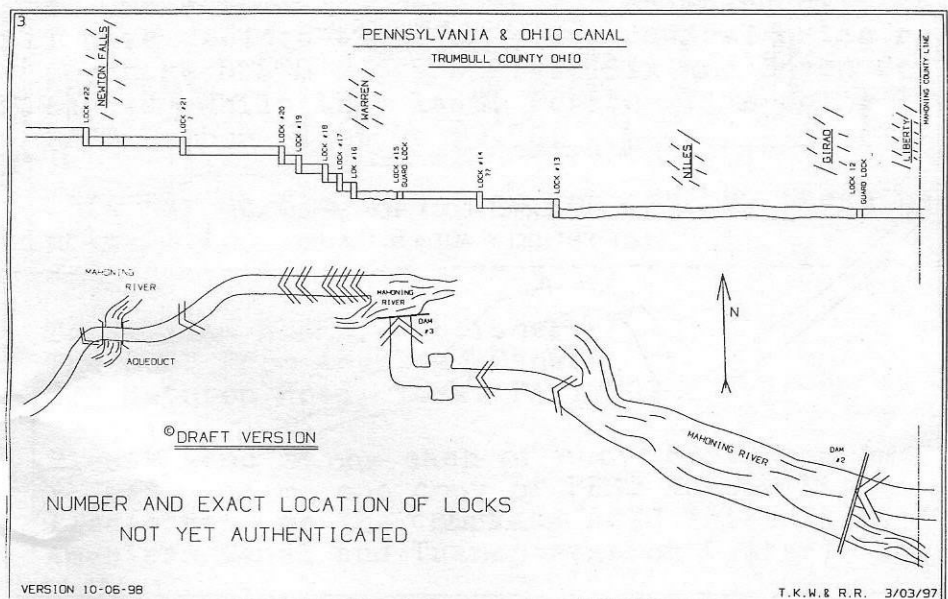 3
PENNSYLVANIA & OHIO CANAL
TRUMBULL COUNTY OHIO
LOCK #22
NEWTON FALLS
LOCK #21
LOCK #20
LOCK #19
LOCK #18
LOCK #17
LOK #16
WARREN
LOCK #15
GUARD LOCK
LOCK #14
??
LOCK #13
NILES
GIRAD
LOCK 12
GUARD LOCK
LIBERTY
MAHONING COUNTY LINE
MAHONING
RIVER
AQUEDUCT
MAHONING
RIVER
DAM
#3
N
©DRAFT VERSION
MAHONING RIVER
DAM
#2
NUMBER AND EXACT LOCATION OF LOCKS
NOT YET AUTHENTICATED
VERSION 10-06-98
T.K.W.& R.R. 3/03/97